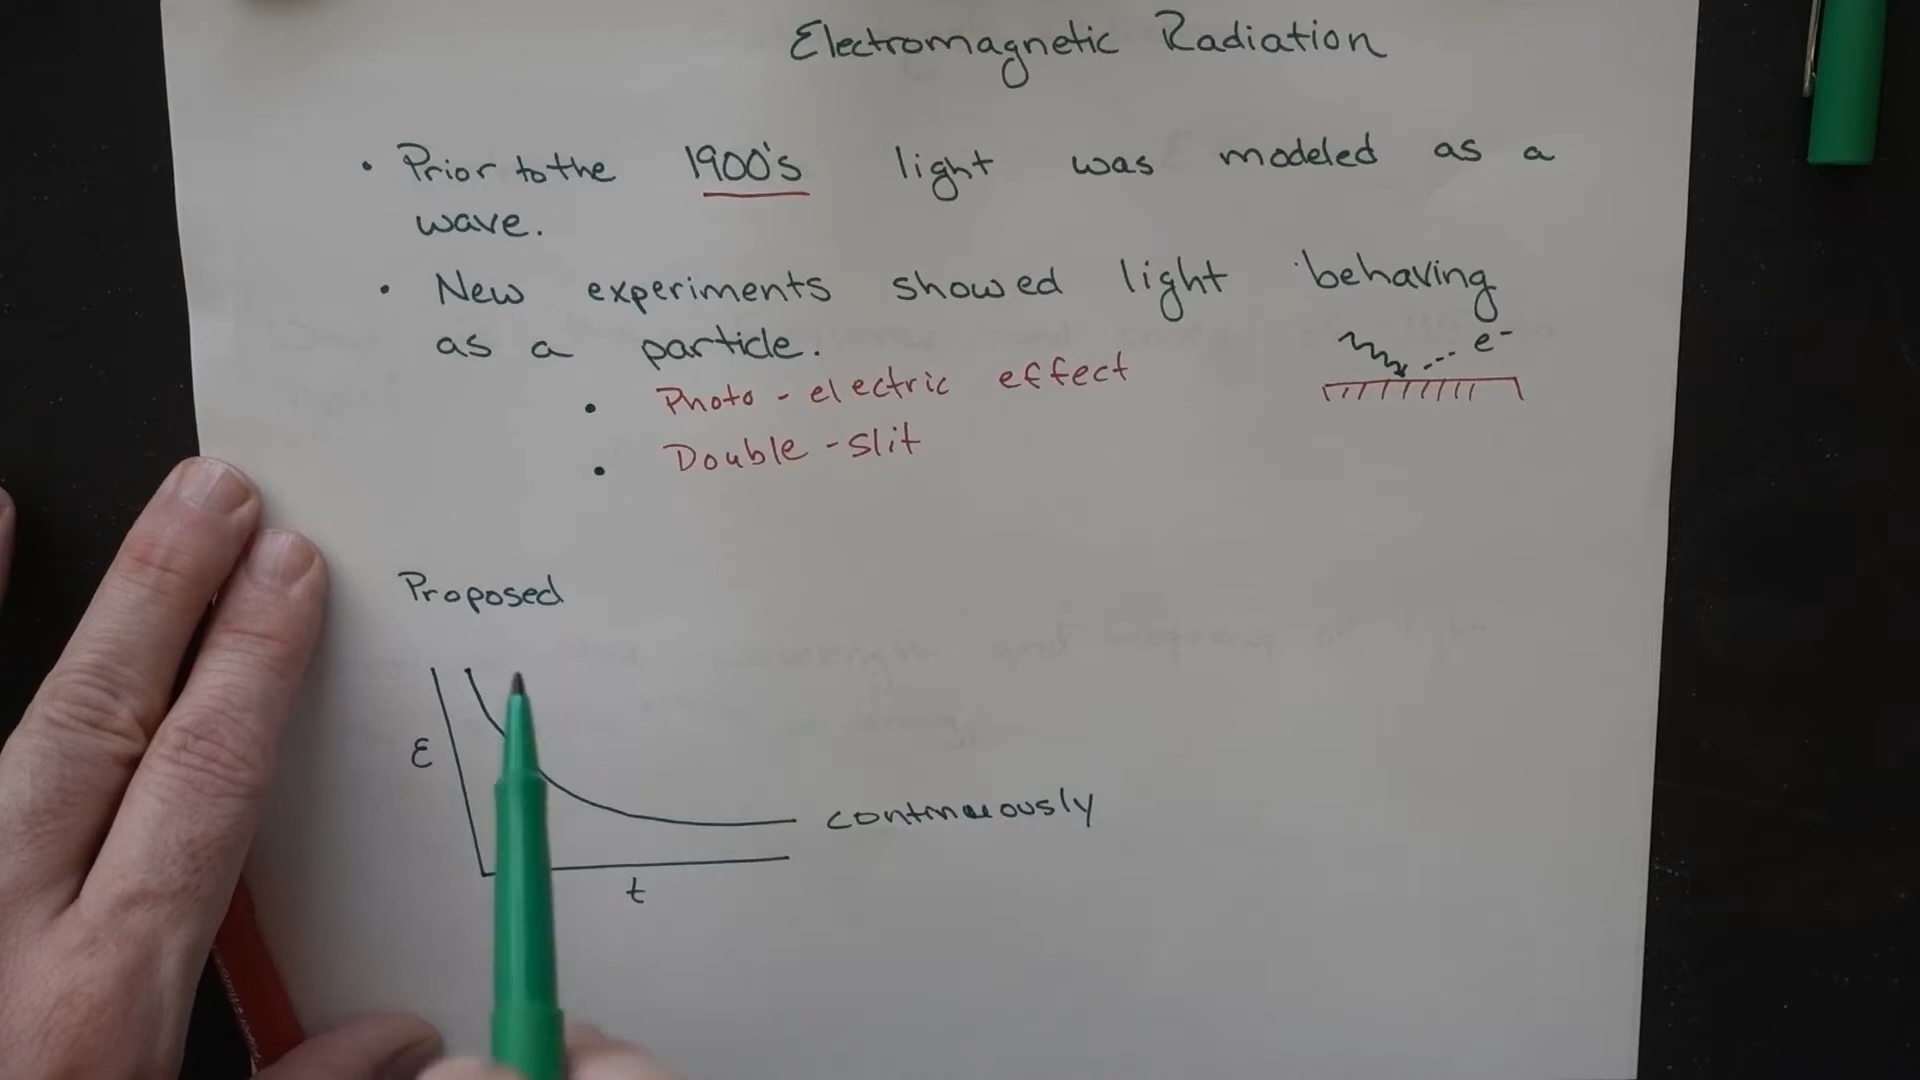 Electromagnetic Radiation
• Prior to the 1900's light was modeled as a
wave.
• New experiments showed light behaving
as a particle.
e-
• Photo-electric effect
• Double-slit
Proposed
E
continuously
t